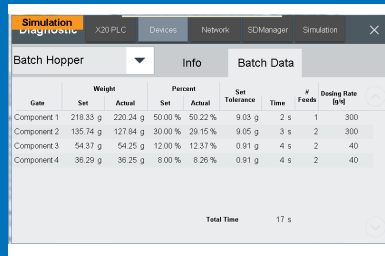 Simulation
Diagnostic X20 PLC Devices Network SDManager Simulation
Batch Hopper Info Batch Data
Weight Percent Set Tolerance Time # Feeds Dosing Rate [g/s]
Gate Set Actual Set Actual
Component 1 218.33 g 220.24 g 50.00 % 50.22 % 9.03 g 2 s 1 300
Component 2 135.74 g 127.84 g 30.00 % 29.15 % 9.05 g 3 s 2 300
Component 3 54.37 g 54.25 g 12.00 % 12.37 % 0.91 g 4 s 2 40
Component 4 36.29 g 36.25 g 8.00 % 8.26 % 0.91 g 4 s 2 40
Total Time 17 s